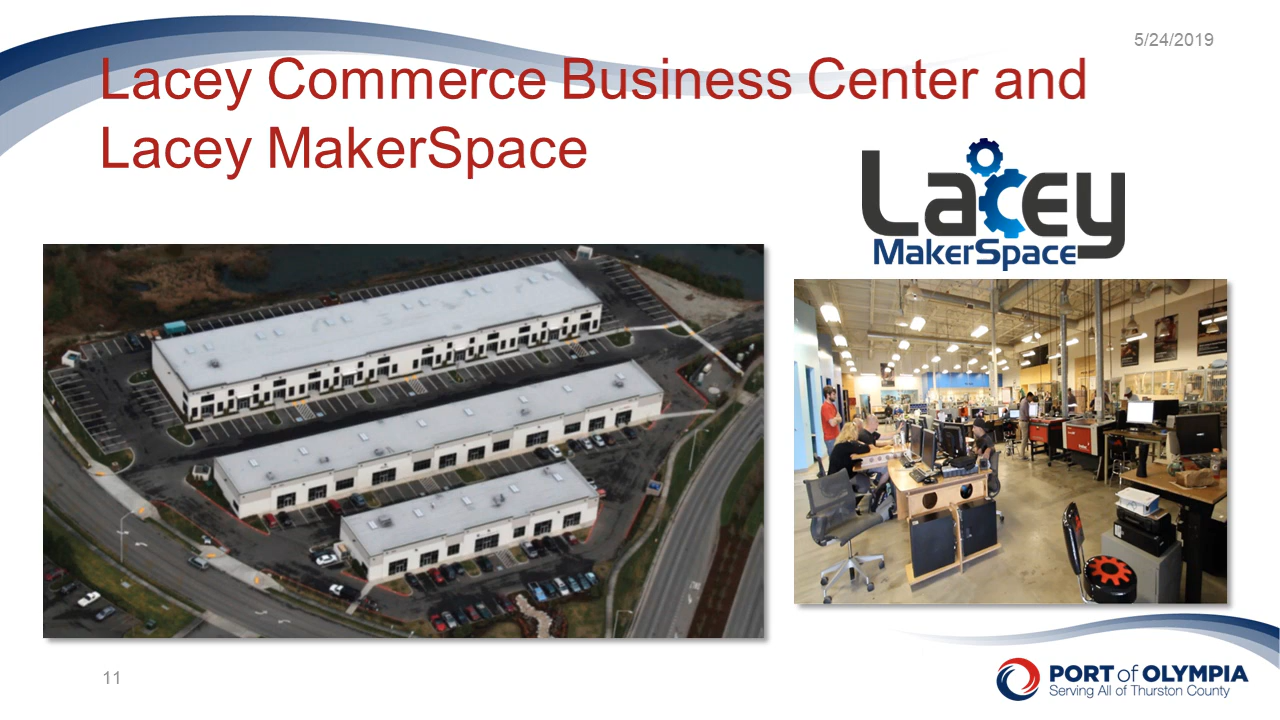 5/24/2019
Lacey Commerce Business Center and
Lacey MakerSpace
Lacey
MakerSpace
11
PORT of OLYMPIA
Serving All of Thurston County